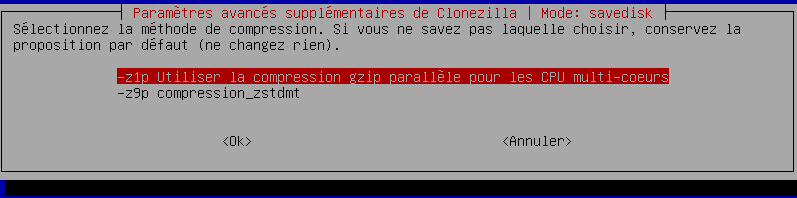 Paramètres avancés supplémentaires de Clonezilla | Mode: savedisk
Sélectionnez la méthode de compression. Si vous ne savez pas laquelle choisir, conservez la
proposition par défaut (ne changez rien).
-z1p Utiliser la compression gzip parallèle pour les CPU multi-coeurs
-z9p compression_zstdmt
<Ok> <Annuler>